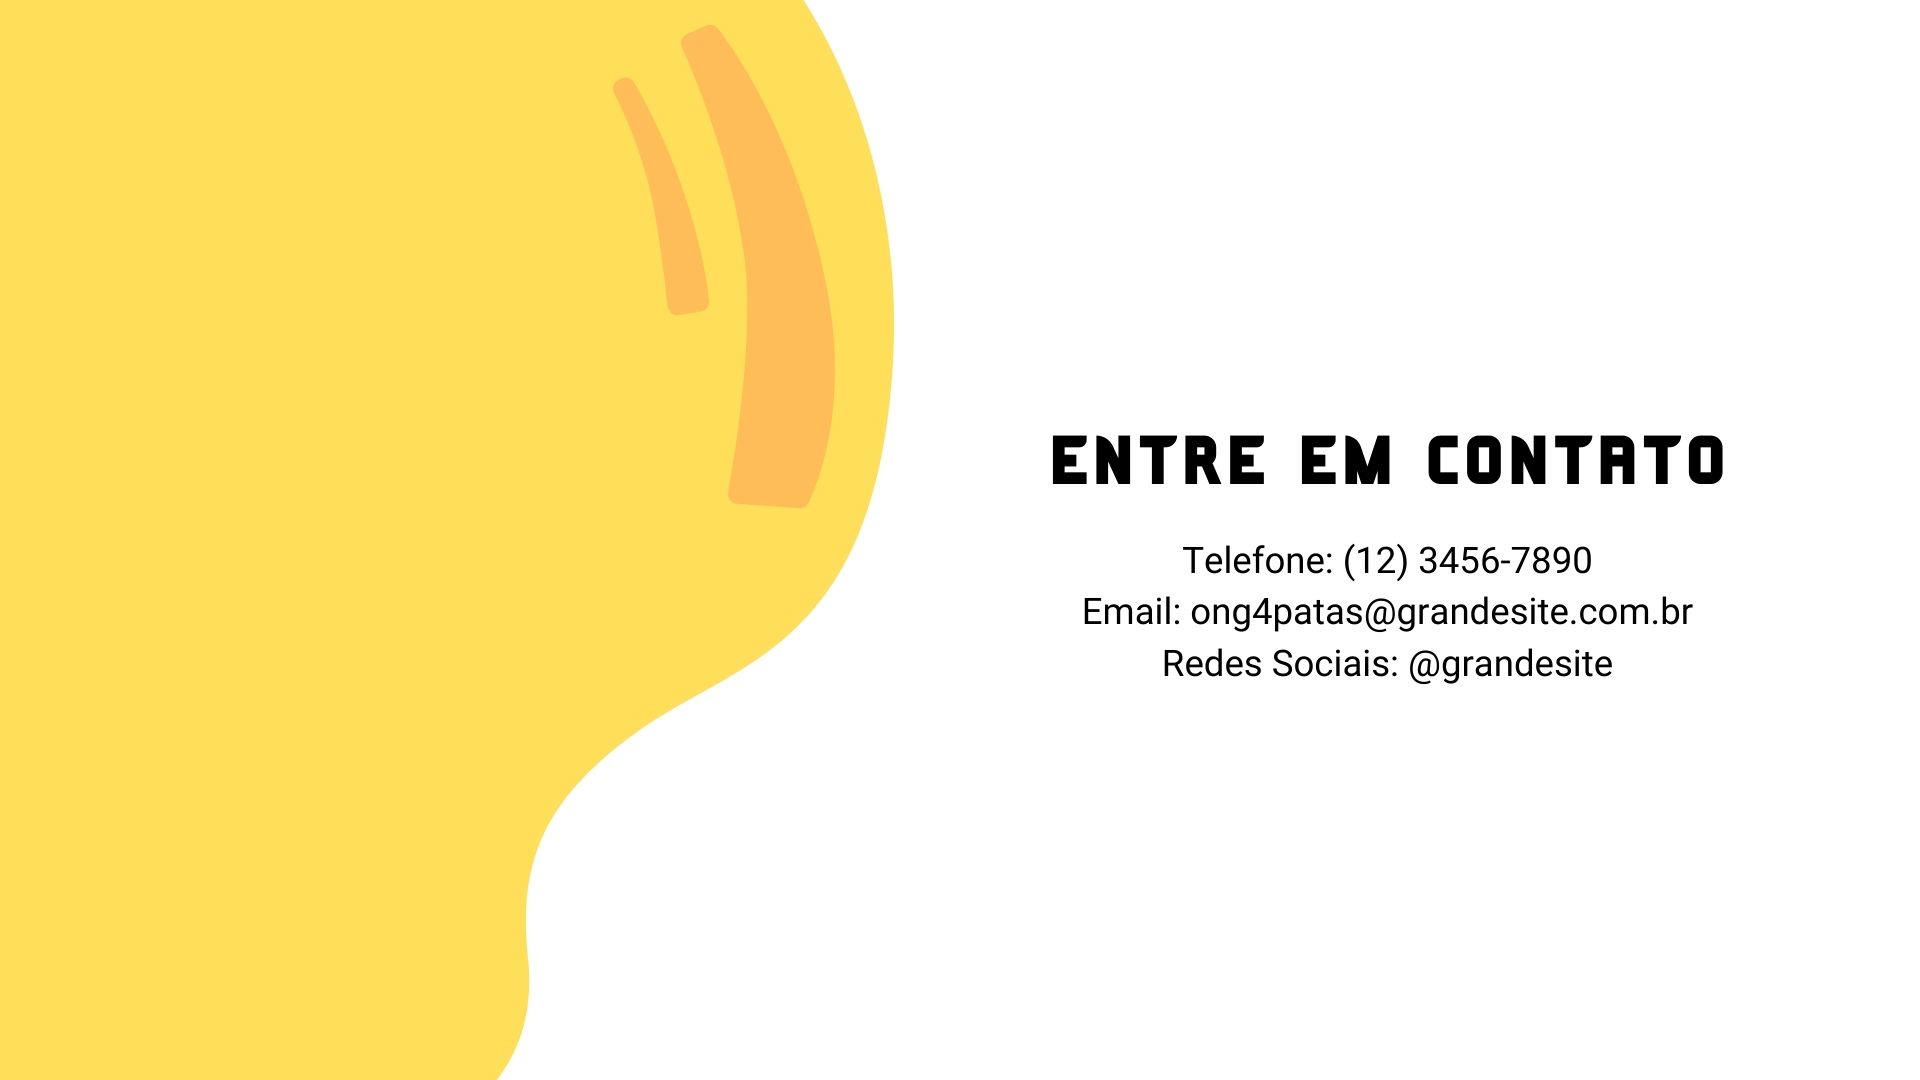 ENTRE EM CONTATO
Telefone: (12) 3456-7890
Email: ong4patas@grandesite.com.br
Redes Sociais: @grandesite